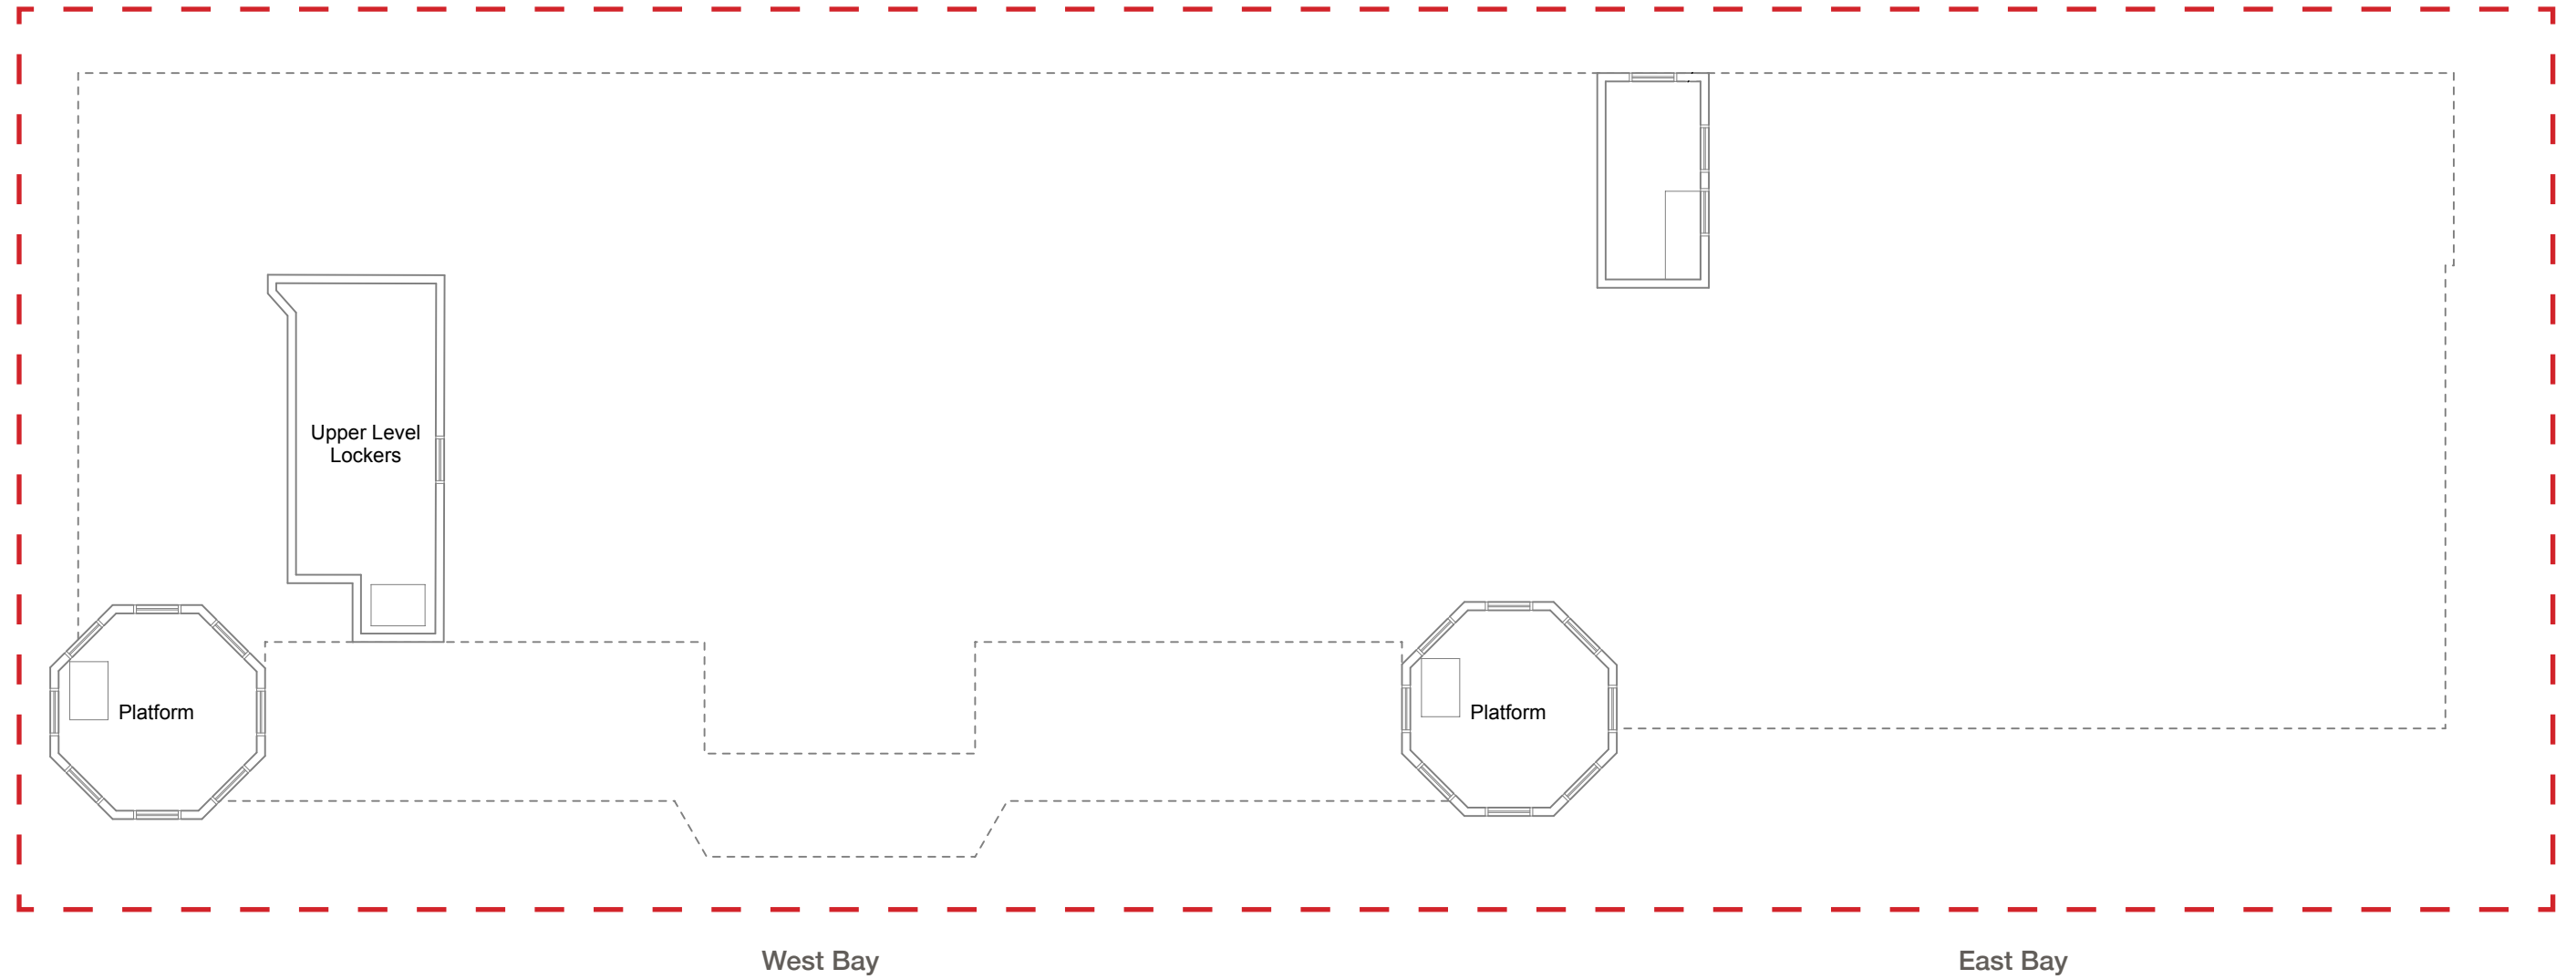 Upper Level
Lockers
Platform
Platform
West Bay
East Bay